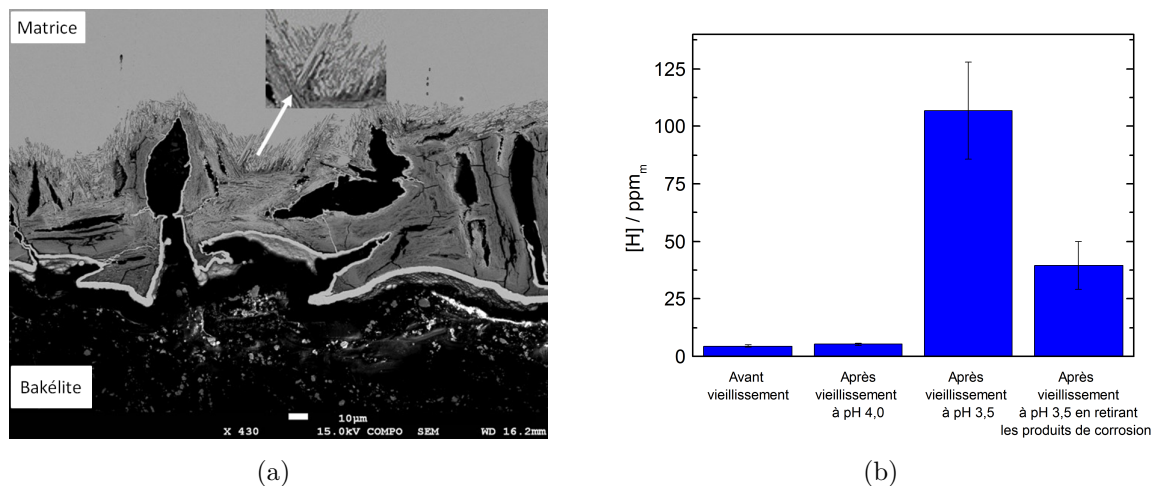 Matrice
Bakélite
10µm
X 430 15.0kV COMPO SEM WD 16.2mm
(a)
[H] / ppmm
125
100
75
50
25
0
Avant
vieillissement
Après
vieillissement
à pH 4,0
Après
vieillissement
à pH 3,5
Après
vieillissement
à pH 3,5 en retirant
les produits de corrosion
(b)